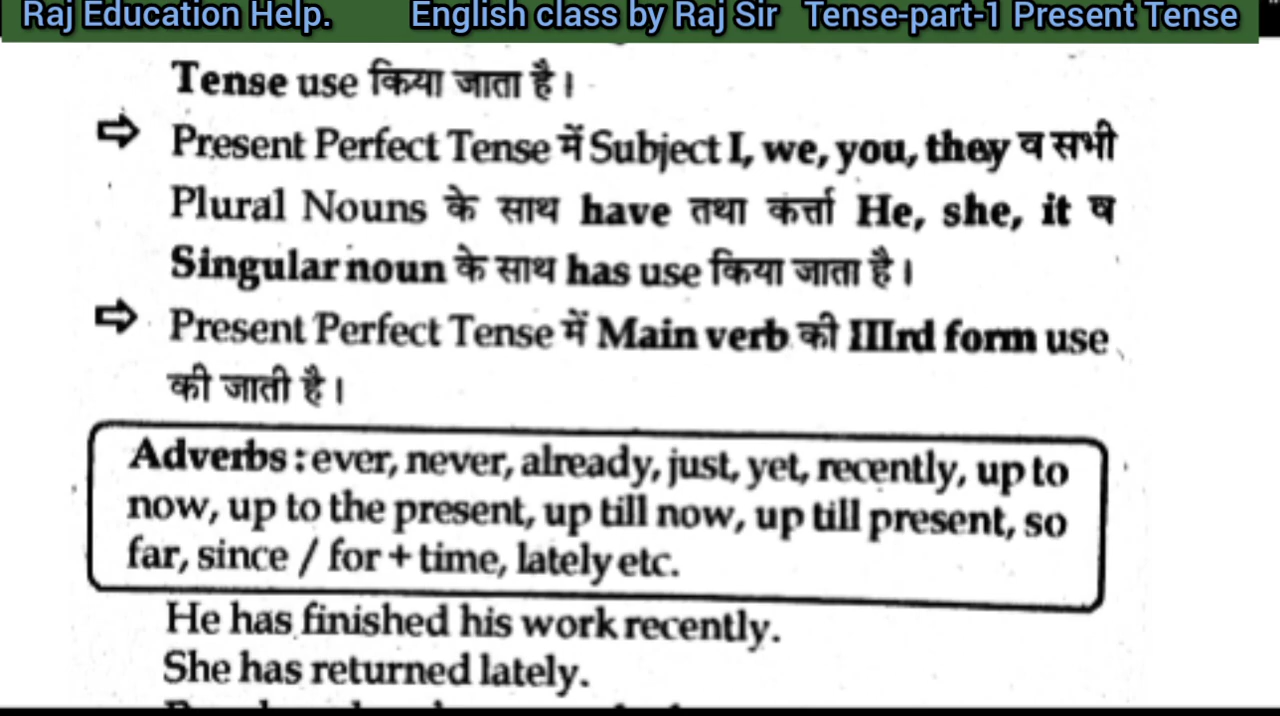 Raj Education Help. English class by Raj Sir Tense-part-1 Present Tense
Tense use किया जाता है।
⇨ Present Perfect Tense में Subject I, we, you, they व सभी
Plural Nouns के साथ have तथा कर्त्ता He, she, it व
Singular noun के साथ has use किया जाता है।
⇨ Present Perfect Tense में Main verb की IIIrd form use
की जाती है।
Adverbs : ever, never, already, just, yet, recently, up to
now, up to the present, up till now, up till present, so
far, since / for + time, lately etc.
He has finished his work recently.
She has returned lately.